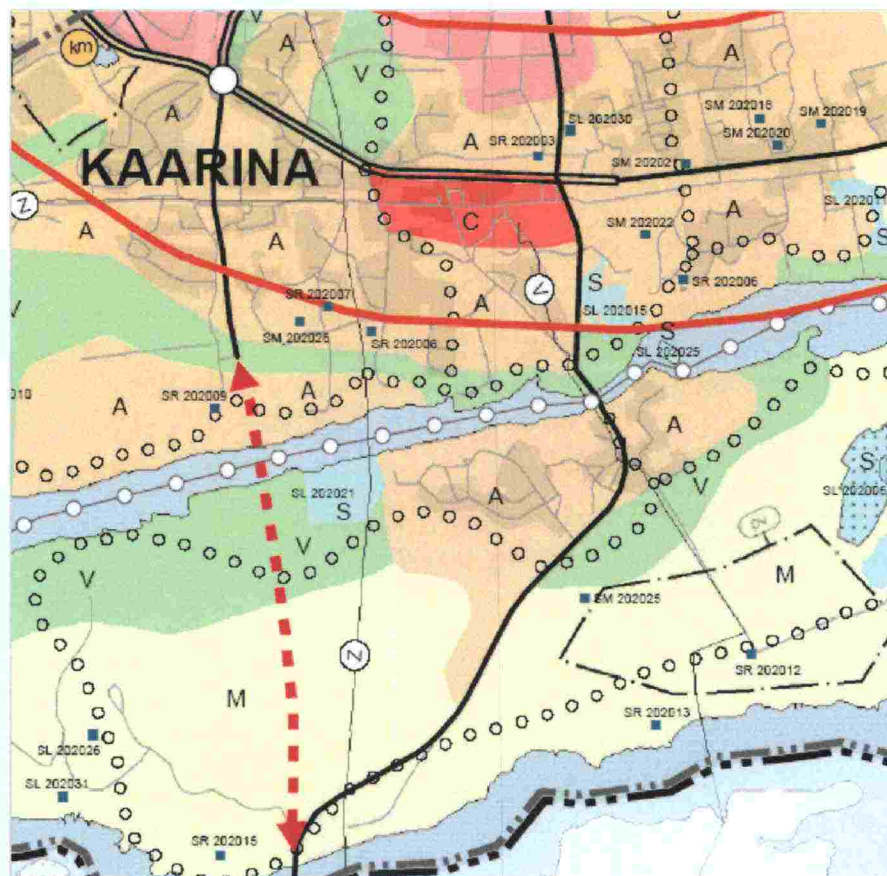 V
A
km
A
V
SL 202030
SM 202018
SM 202019
A
SM 202020
A
SR 202003
SM 202021
KAARINA
Z
A
C
SL 202011
SM 202022
A
S
A
A
SR 202006
Z
S
SR 202007
A
SL 202015
V
SM 202025
SR 202006
S
SL 202025
A
A
SR 202009
A
S
SL 202021
A
V
SL 202005
S
V
V
M
SM 202025
Z
SR 202012
M
SR 202013
SL 202026
SL 202031
SR 202015